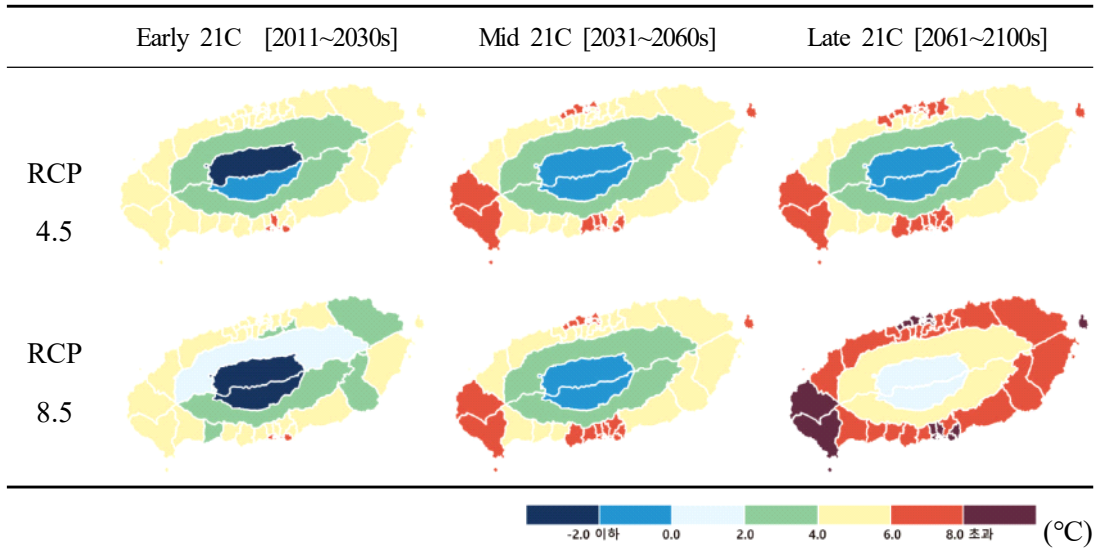 Early 21C [2011~2030s] Mid 21C [2031~2060s] Late 21C [2061~2100s]
RCP
4.5
RCP
8.5
-2.0 이하 0.0 2.0 4.0 6.0 8.0 초과 (℃)